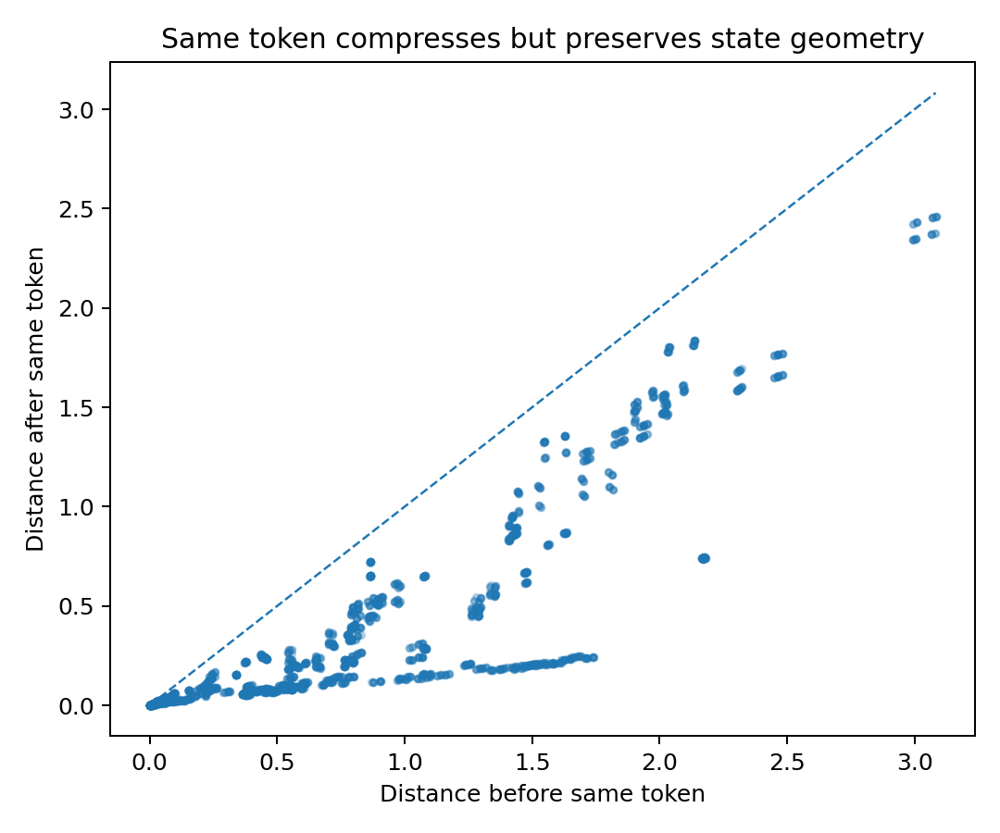 Same token compresses but preserves state geometry
3.0
2.5
2.0
1.5
1.0
0.5
0.0
Distance after same token
0.0 0.5 1.0 1.5 2.0 2.5 3.0
Distance before same token